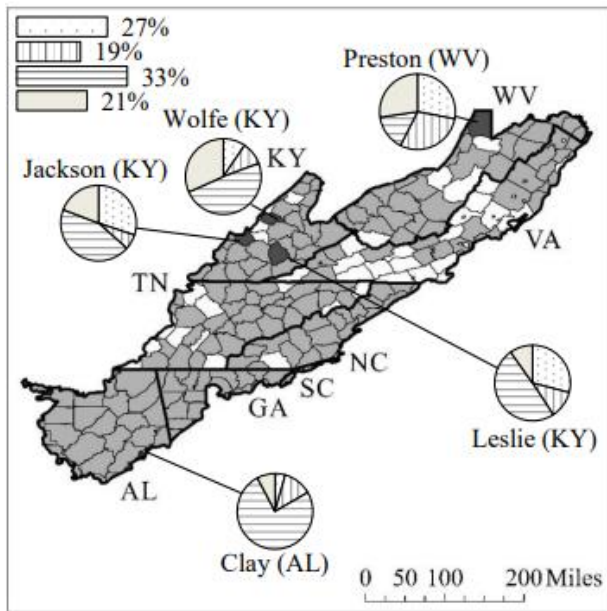 27%
19%
33%
21%
Preston (WV)
WV
Wolfe (KY)
KY
Jackson (KY)
VA
TN
NC
SC
GA
Leslie (KY)
AL
Clay (AL)
0 50 100 200 Miles